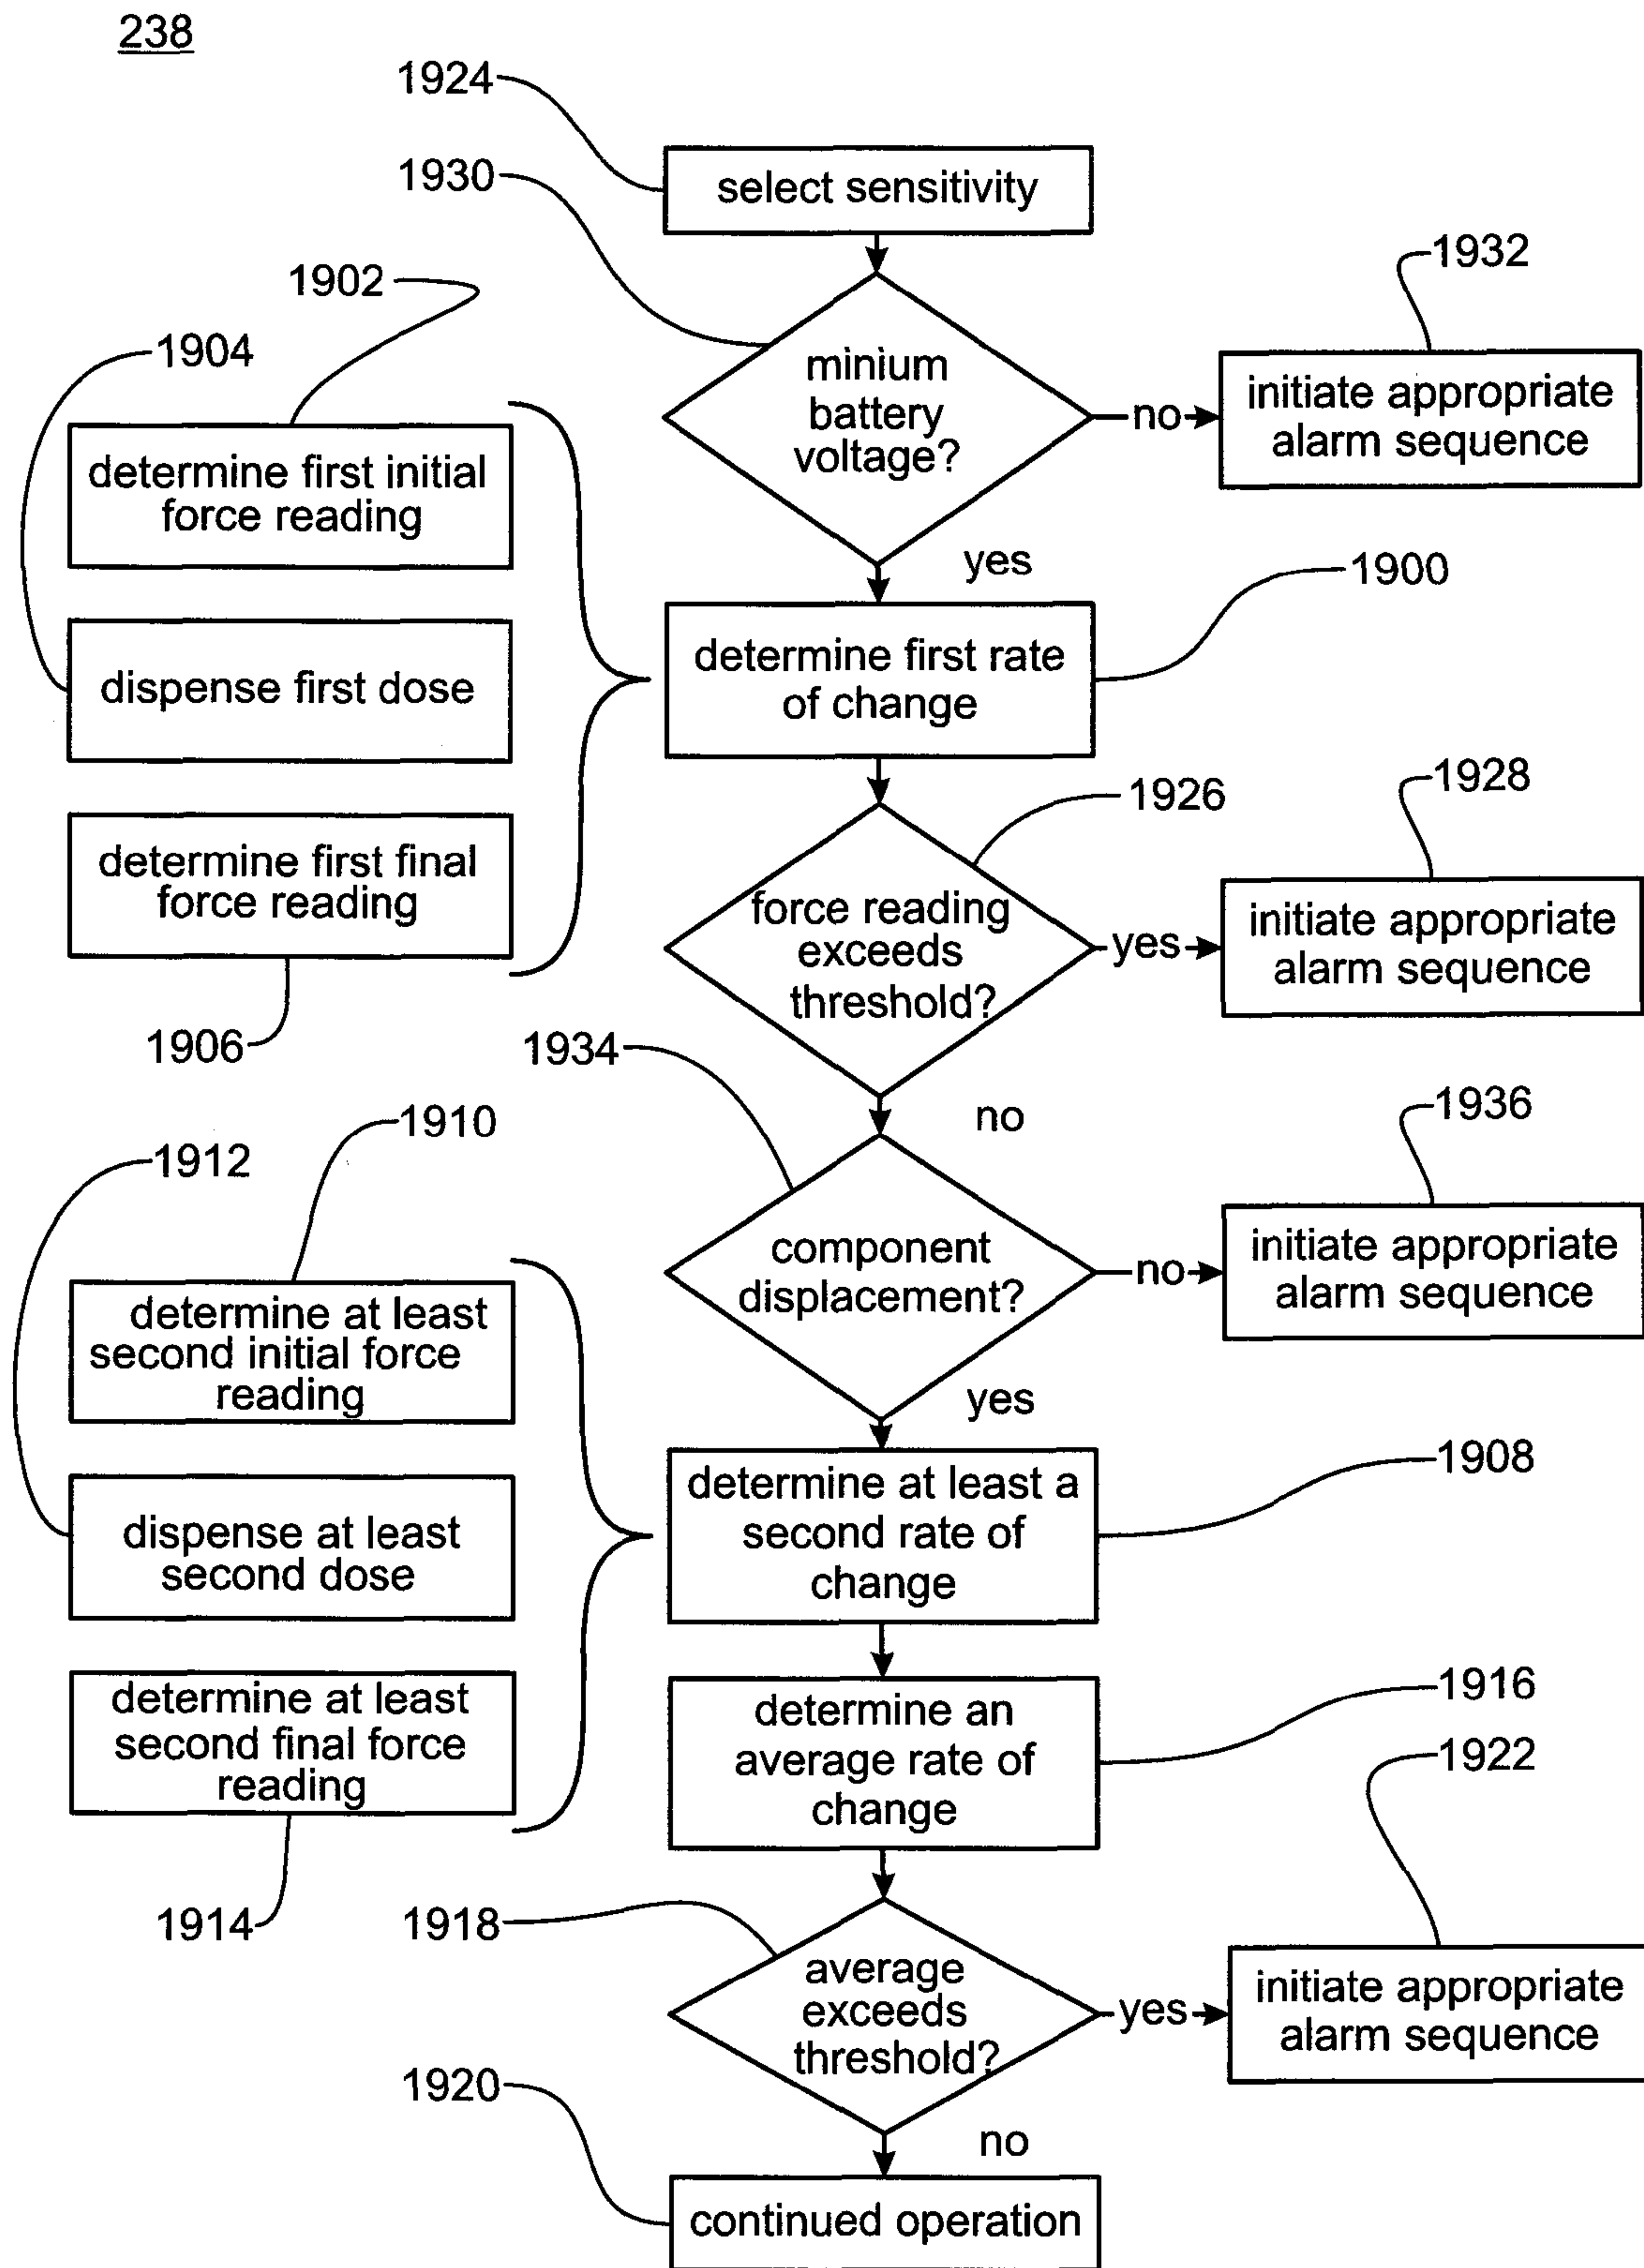 238
1924
select sensitivity
1930
1932
1902
1904
minium
battery
voltage?
no
initiate appropriate
alarm sequence
determine first initial
force reading
yes
1900
dispense first dose
determine first rate
of change
1928
1926
determine first final
force reading
force reading
exceeds
threshold?
yes
initiate appropriate
alarm sequence
1906
1934
no
1936
1910
1912
component
displacement?
no
initiate appropriate
alarm sequence
determine at least
second initial force
reading
yes
1908
determine at least a
second rate of
change
dispense at least
second dose
1916
determine at least
second final force
reading
determine an
average rate of
change
1922
1914
1918
average
exceeds
threshold?
yes
initiate appropriate
alarm sequence
1920
no
continued operation